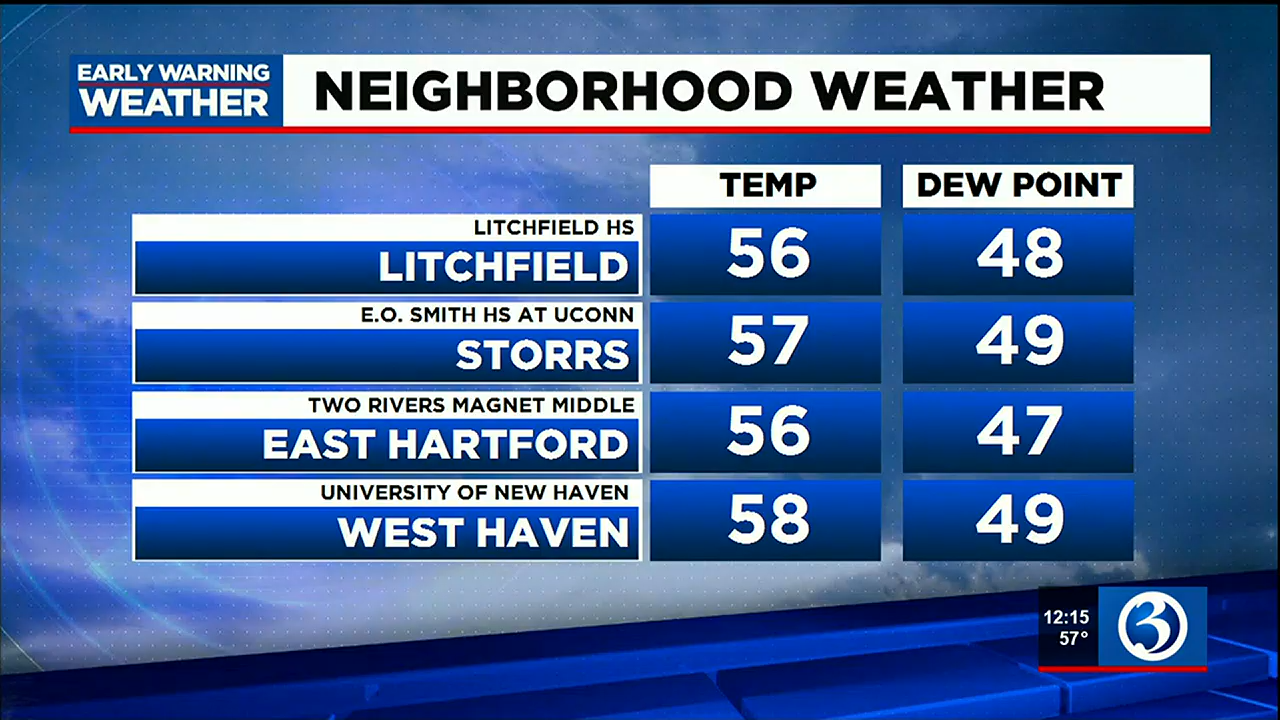 EARLY WARNING
WEATHER
NEIGHBORHOOD WEATHER
TEMP
DEW POINT
LITCHFIELD HS
LITCHFIELD
56
48
E.O. SMITH HS AT UCONN
STORRS
57
49
TWO RIVERS MAGNET MIDDLE
EAST HARTFORD
56
47
UNIVERSITY OF NEW HAVEN
WEST HAVEN
58
49
12:15
57°
3